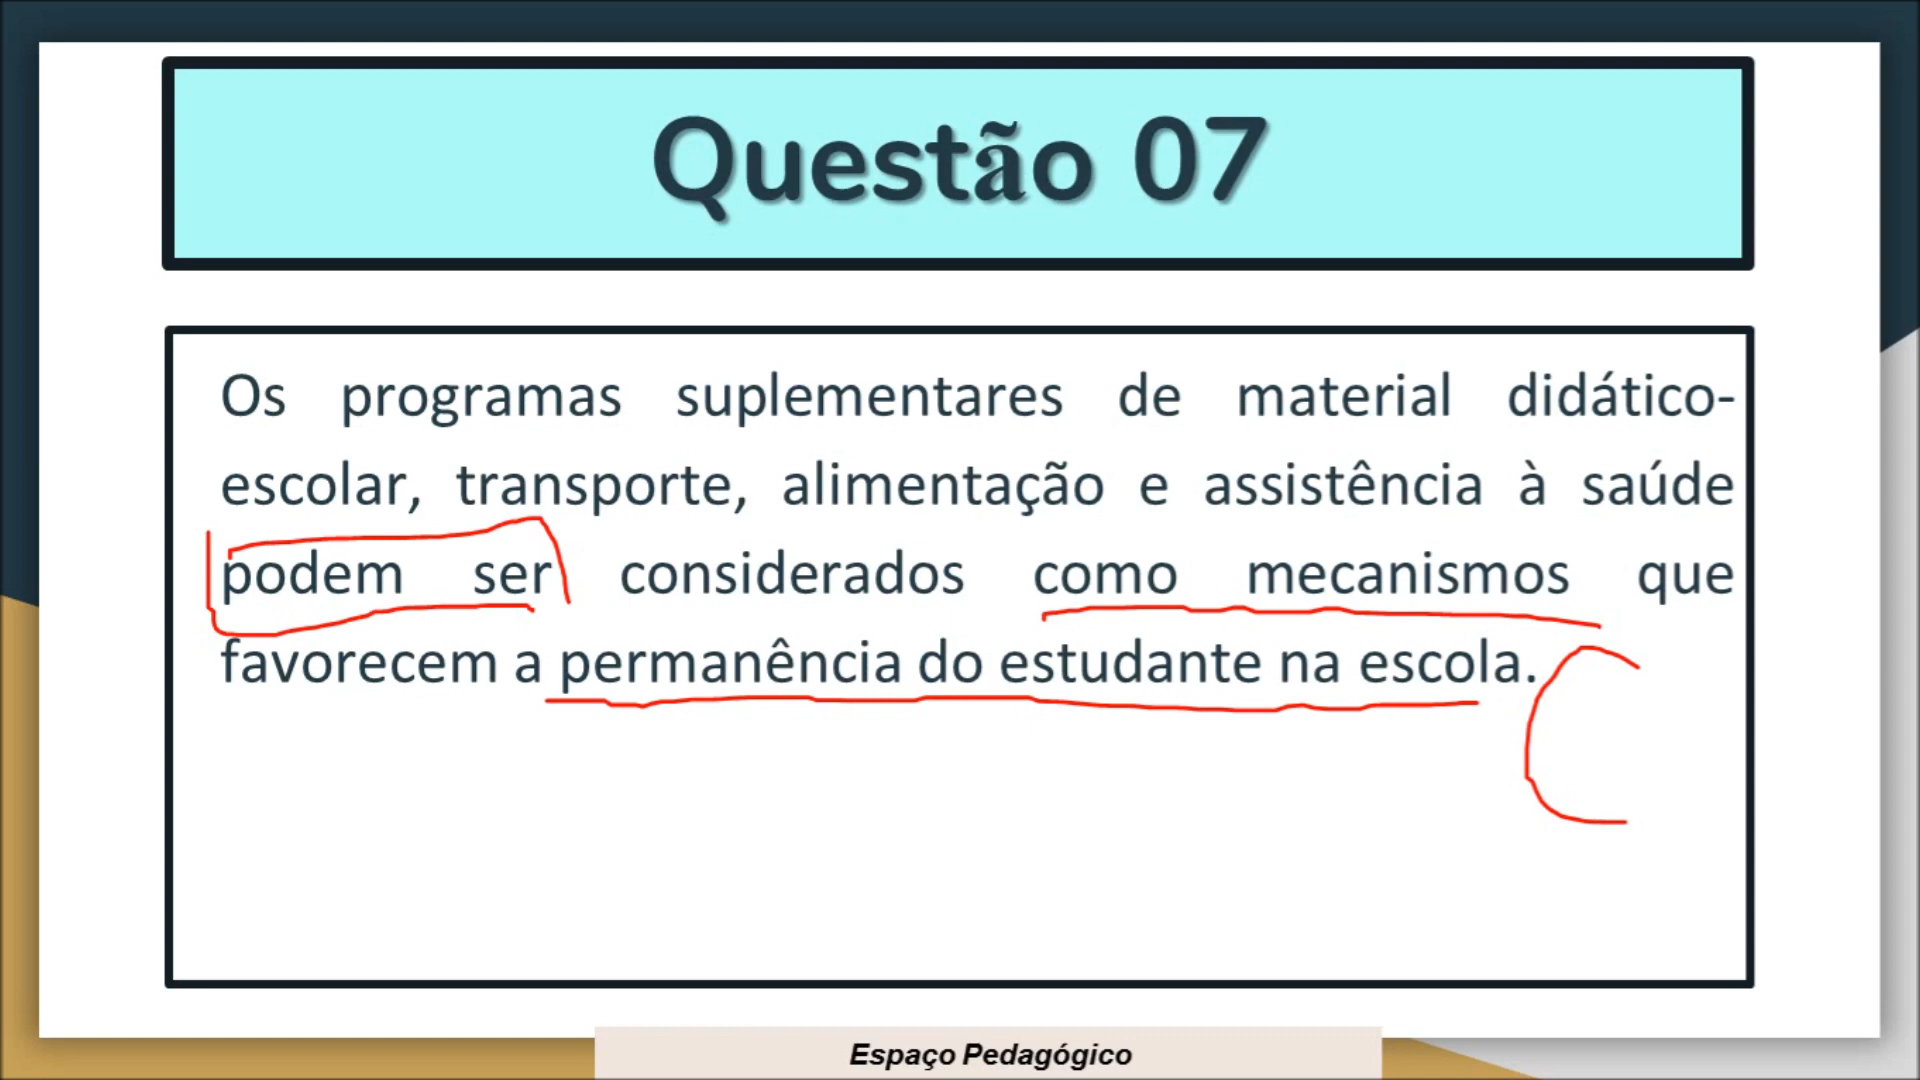 Questão 07
Os programas suplementares de material didático-
escolar, transporte, alimentação e assistência à saúde
podem ser considerados como mecanismos que
favorecem a permanência do estudante na escola.
C
Espaço Pedagógico